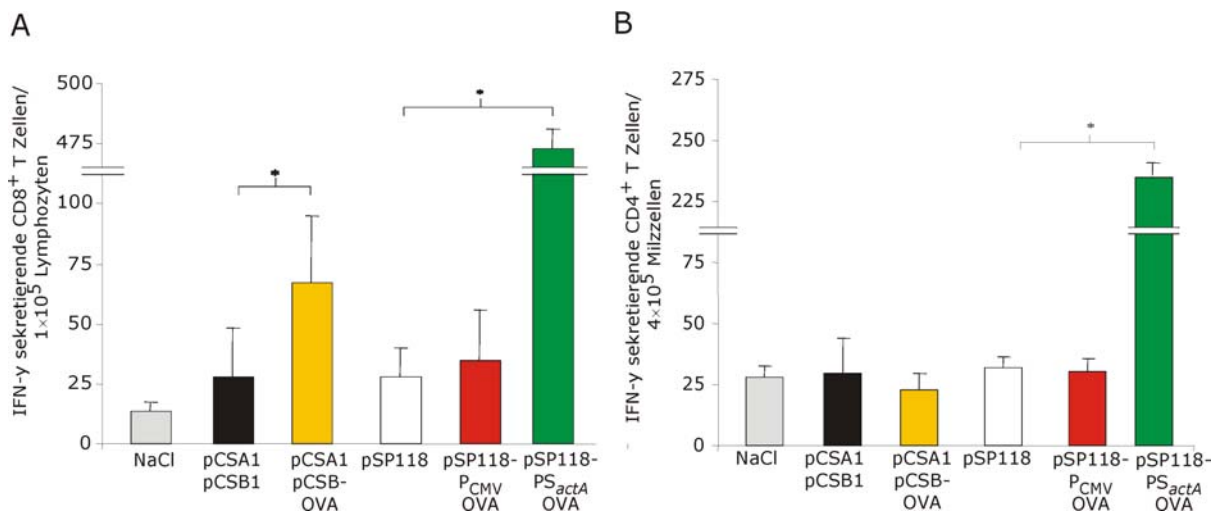 A
IFN-y sekretierende CD8+ T Zellen/
1×10⁵ Lymphozyten
500
475
100
75
50
25
0
*
*
NaCl
pCSA1
pCSB1
pCSA1
pCSB-
OVA
pSP118
pSP118-
PCMV
OVA
pSP118-
PSactA
OVA
B
IFN-y sekretierende CD4+ T Zellen/
4×10⁵ Milzzellen
275
250
225
75
50
25
0
*
NaCl
pCSA1
pCSB1
pCSA1
pCSB-
OVA
pSP118
pSP118-
PCMV
OVA
pSP118-
PSactA
OVA